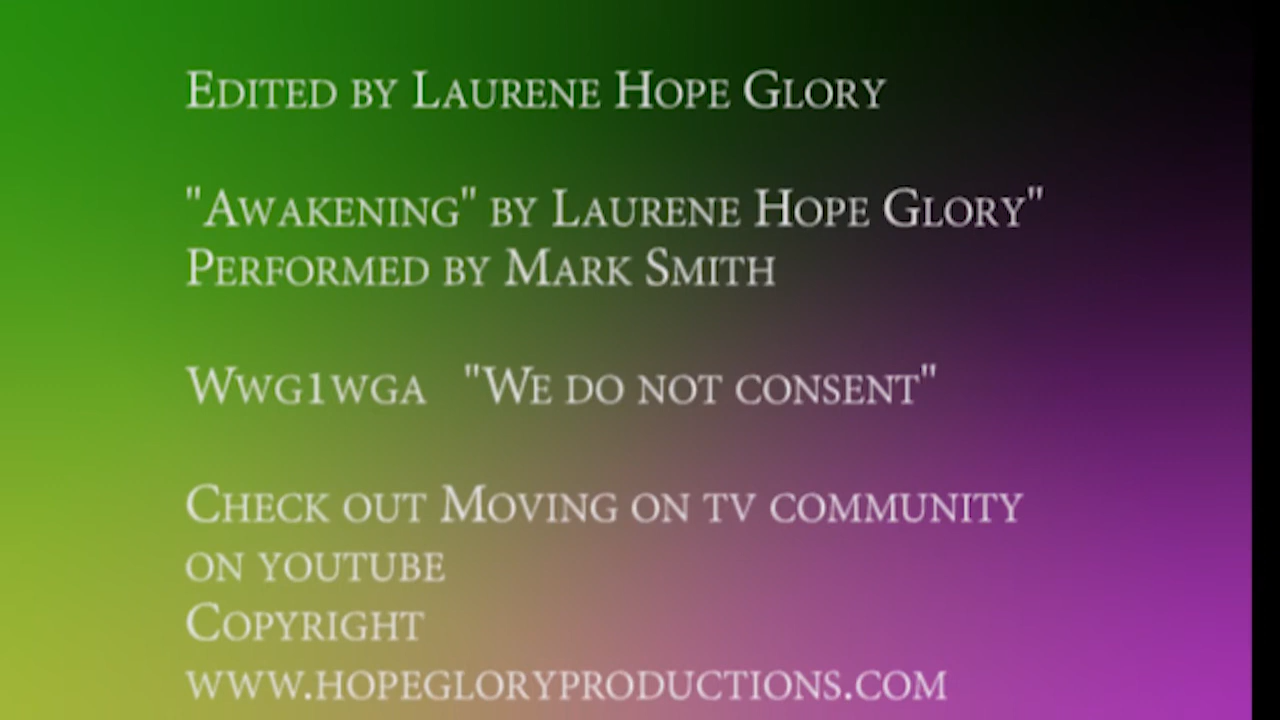 Edited by Laurene Hope Glory
"Awakening" by Laurene Hope Glory"
Performed by Mark Smith
Wwg1wga "We do not consent"
Check out Moving on tv community
on youtube
Copyright
www.hopegloryproductions.com